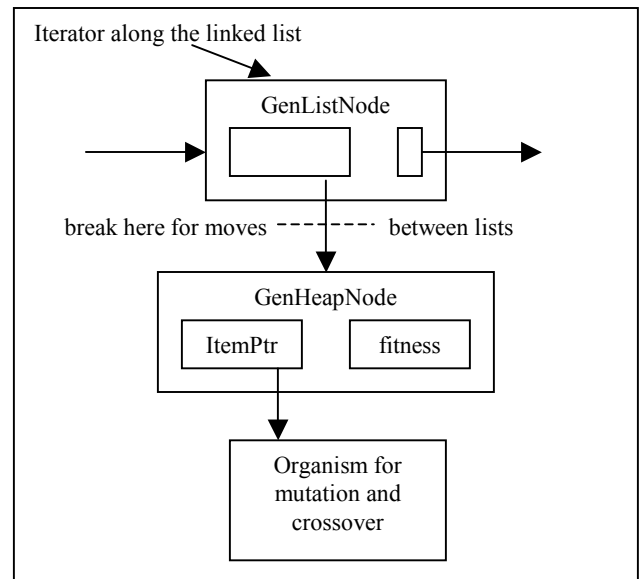 Iterator along the linked list
GenListNode
break here for moves
between lists
GenHeapNode
ItemPtr
fitness
Organism for
mutation and
crossover